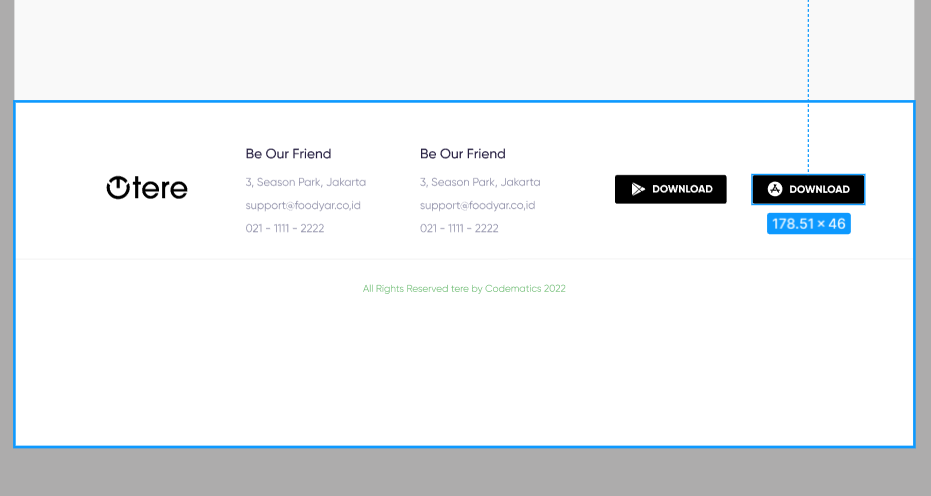 tere
Be Our Friend
3, Season Park, Jakarta
support@foodyar.co,id
021 - 1111 - 2222
Be Our Friend
3, Season Park, Jakarta
support@foodyar.co,id
021 - 1111 - 2222
DOWNLOAD
DOWNLOAD
178.51 × 46
All Rights Reserved tere by Codematics 2022